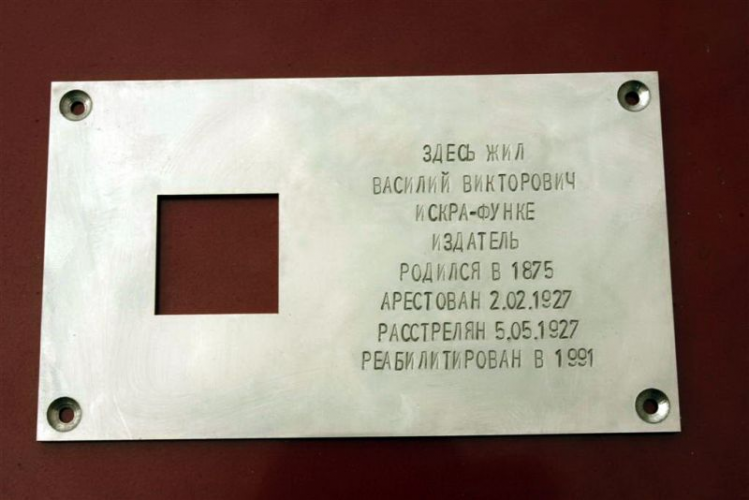 ЗДЕСЬ ЖИЛ
ВАСИЛИЙ ВИКТОРОВИЧ
ИСКРА-ФУНКЕ
ИЗДАТЕЛЬ
РОДИЛСЯ В 1875
АРЕСТОВАН 2.02.1927
РАССТРЕЛЯН 5.05.1927
РЕАБИЛИТИРОВАН В 1991